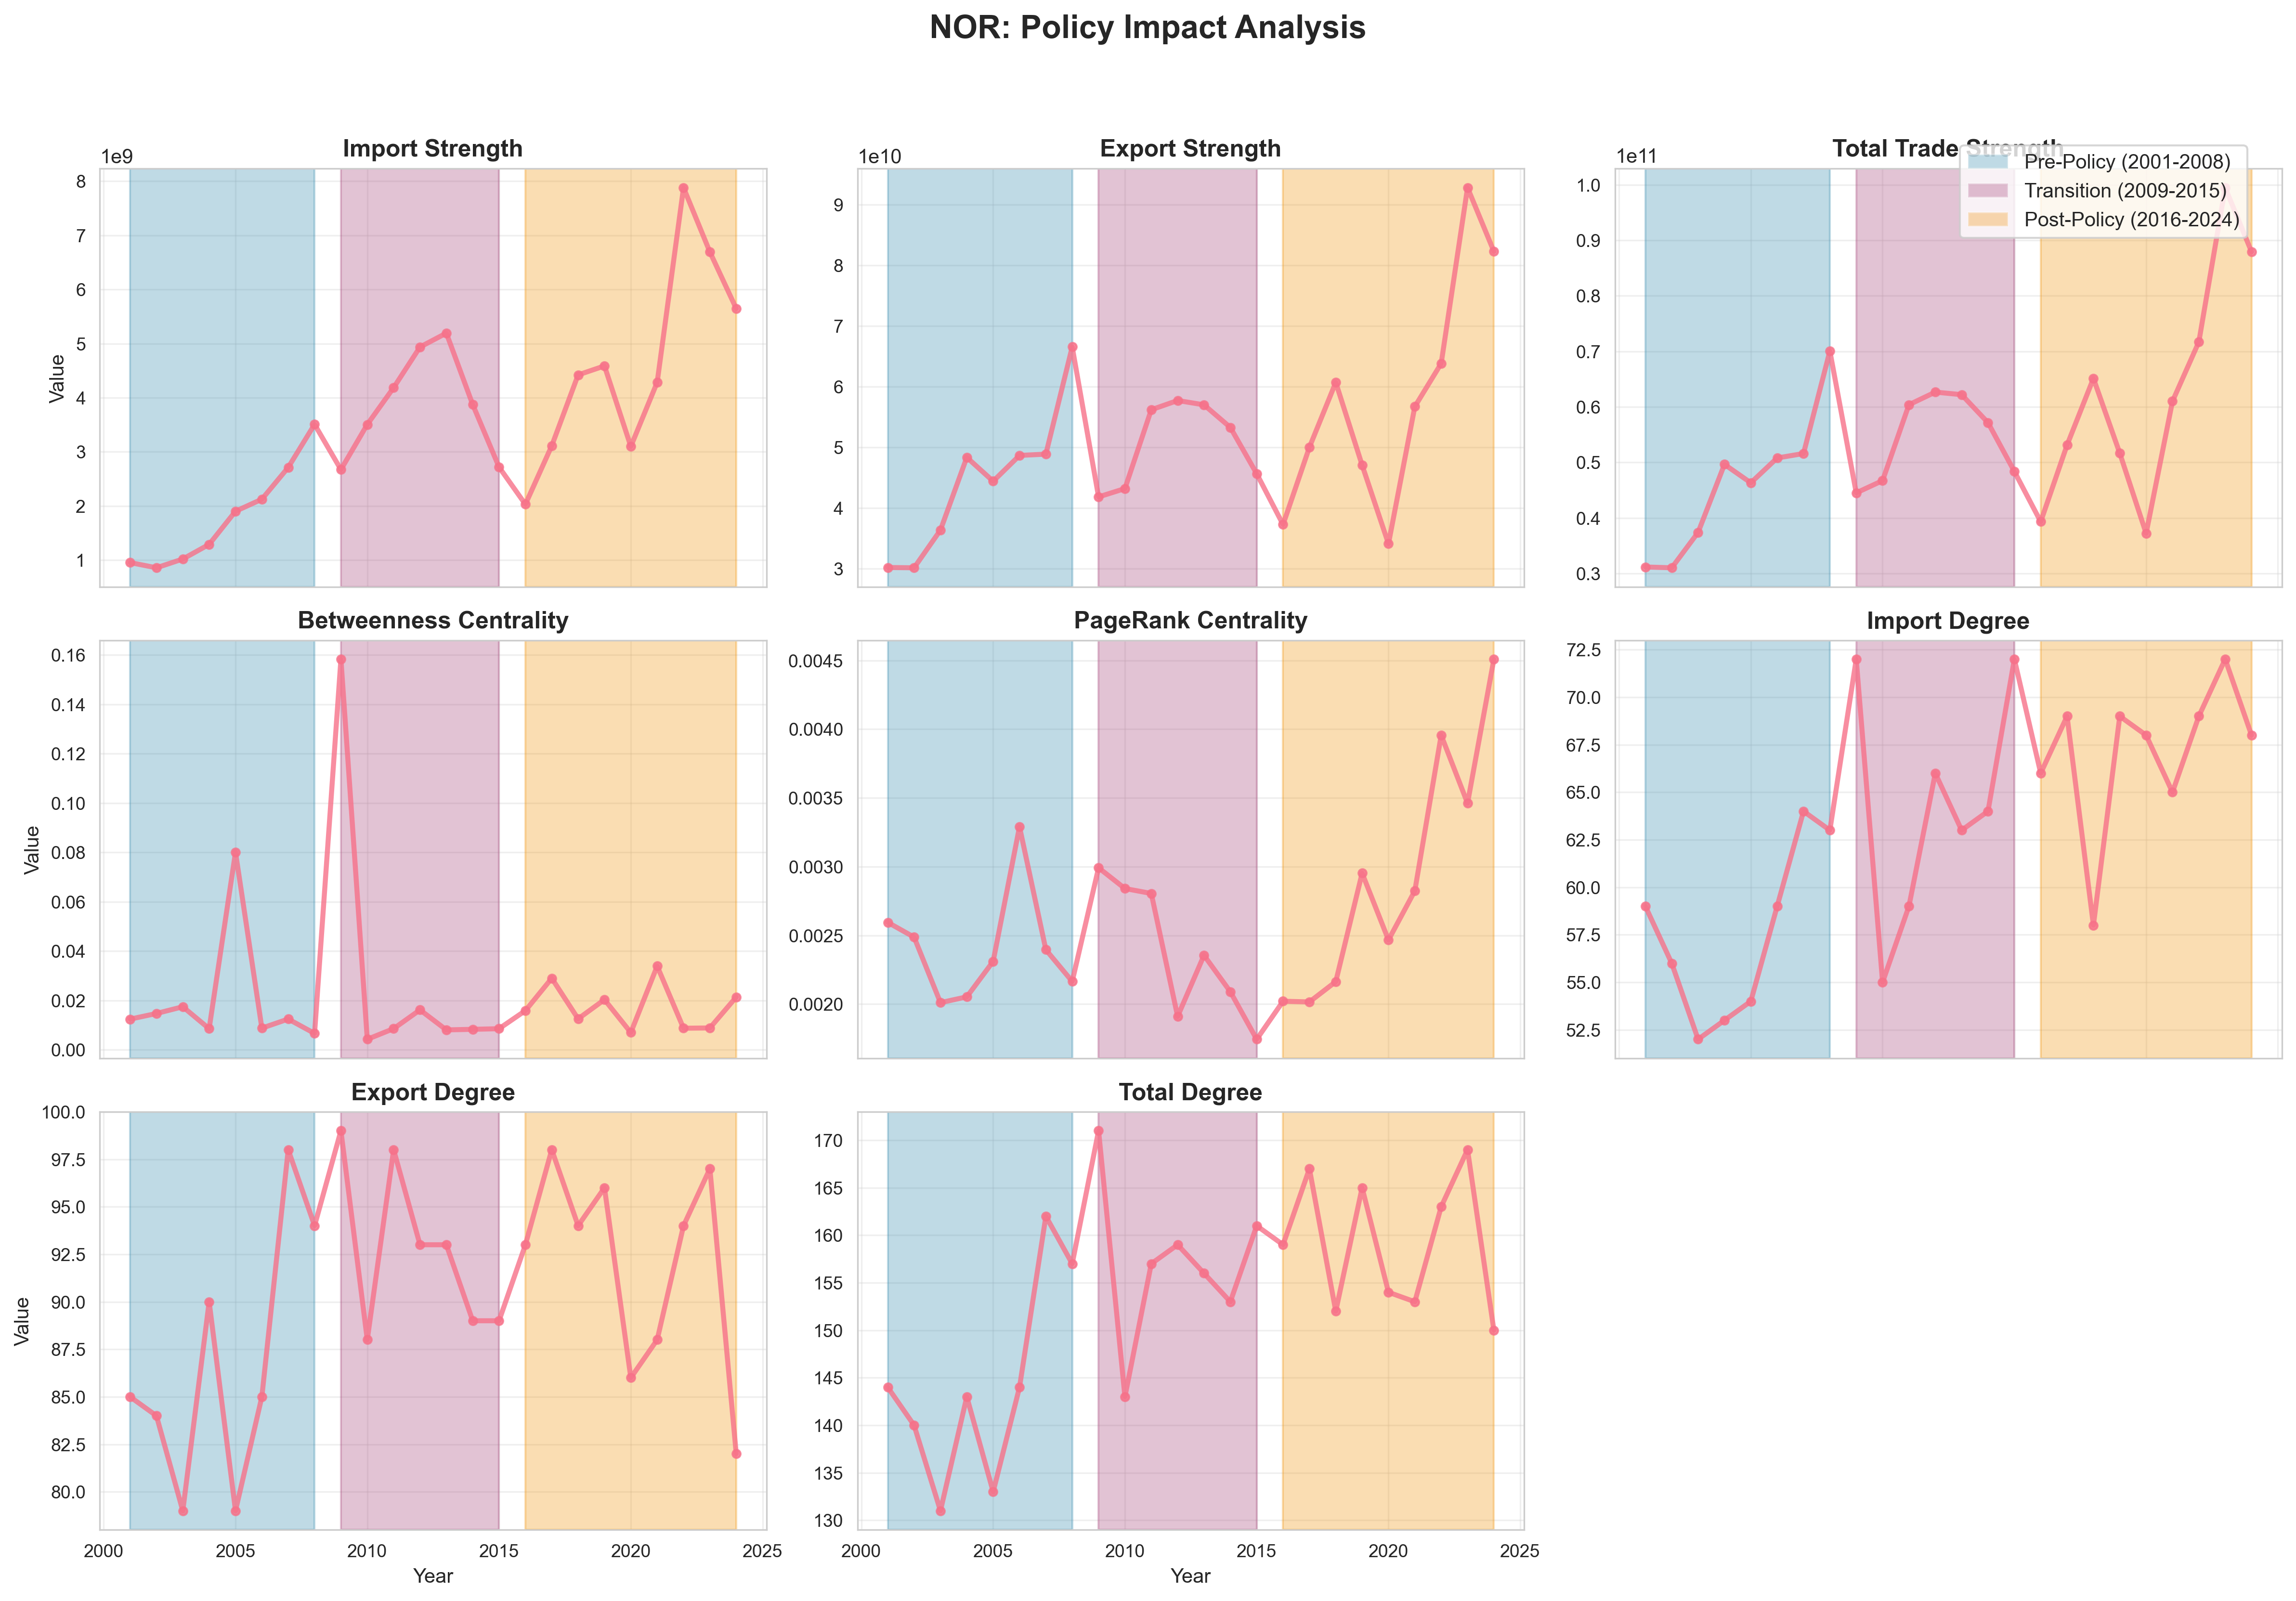 NOR: Policy Impact Analysis
Import Strength
1e9
Value
8
7
6
5
4
3
2
1
Export Strength
1e10
9
8
7
6
5
4
3
Total Trade Strength
1e11
Pre-Policy (2001-2008)
Transition (2009-2015)
Post-Policy (2016-2024)
1.0
0.9
0.8
0.7
0.6
0.5
0.4
0.3
Betweenness Centrality
Value
0.16
0.14
0.12
0.10
0.08
0.06
0.04
0.02
0.00
PageRank Centrality
0.0045
0.0040
0.0035
0.0030
0.0025
0.0020
Import Degree
72.5
70.0
67.5
65.0
62.5
60.0
57.5
55.0
52.5
Export Degree
Value
100.0
97.5
95.0
92.5
90.0
87.5
85.0
82.5
80.0
2000 2005 2010 2015 2020 2025
Year
Total Degree
170
165
160
155
150
145
140
135
130
2000 2005 2010 2015 2020 2025
Year